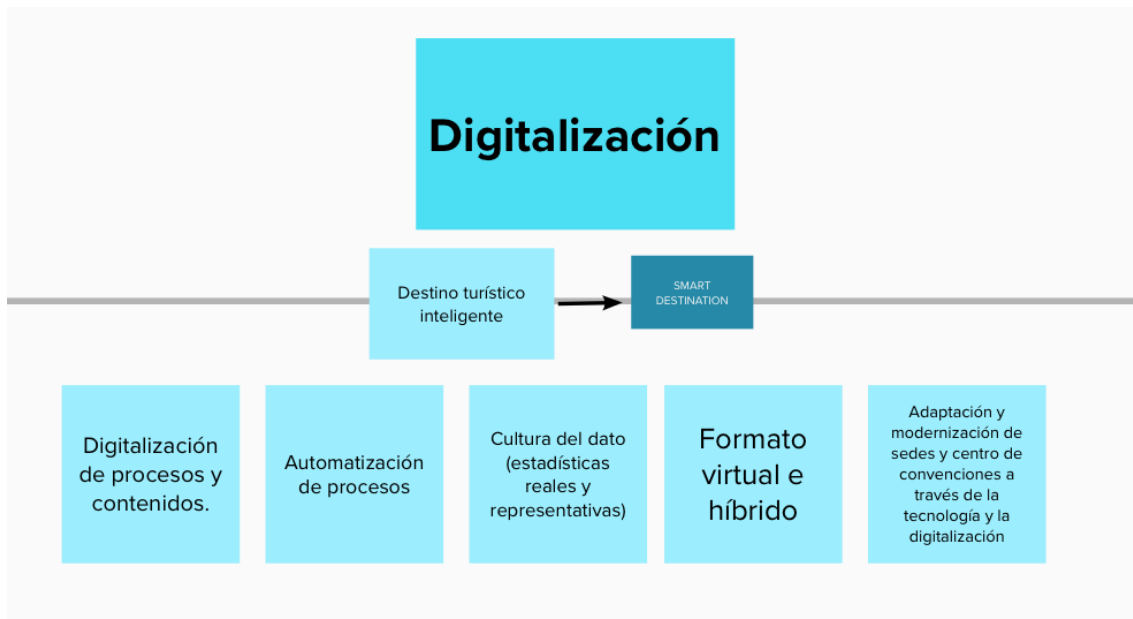 Digitalización
Destino turístico
inteligente
SMART
DESTINATION
Digitalización
de procesos y
contenidos.
Automatización
de procesos
Cultura del dato
(estadísticas
reales y
representativas)
Formato
virtual e
híbrido
Adaptación y
modernización de
sedes y centro de
convenciones a
través de la
tecnología y la
digitalización